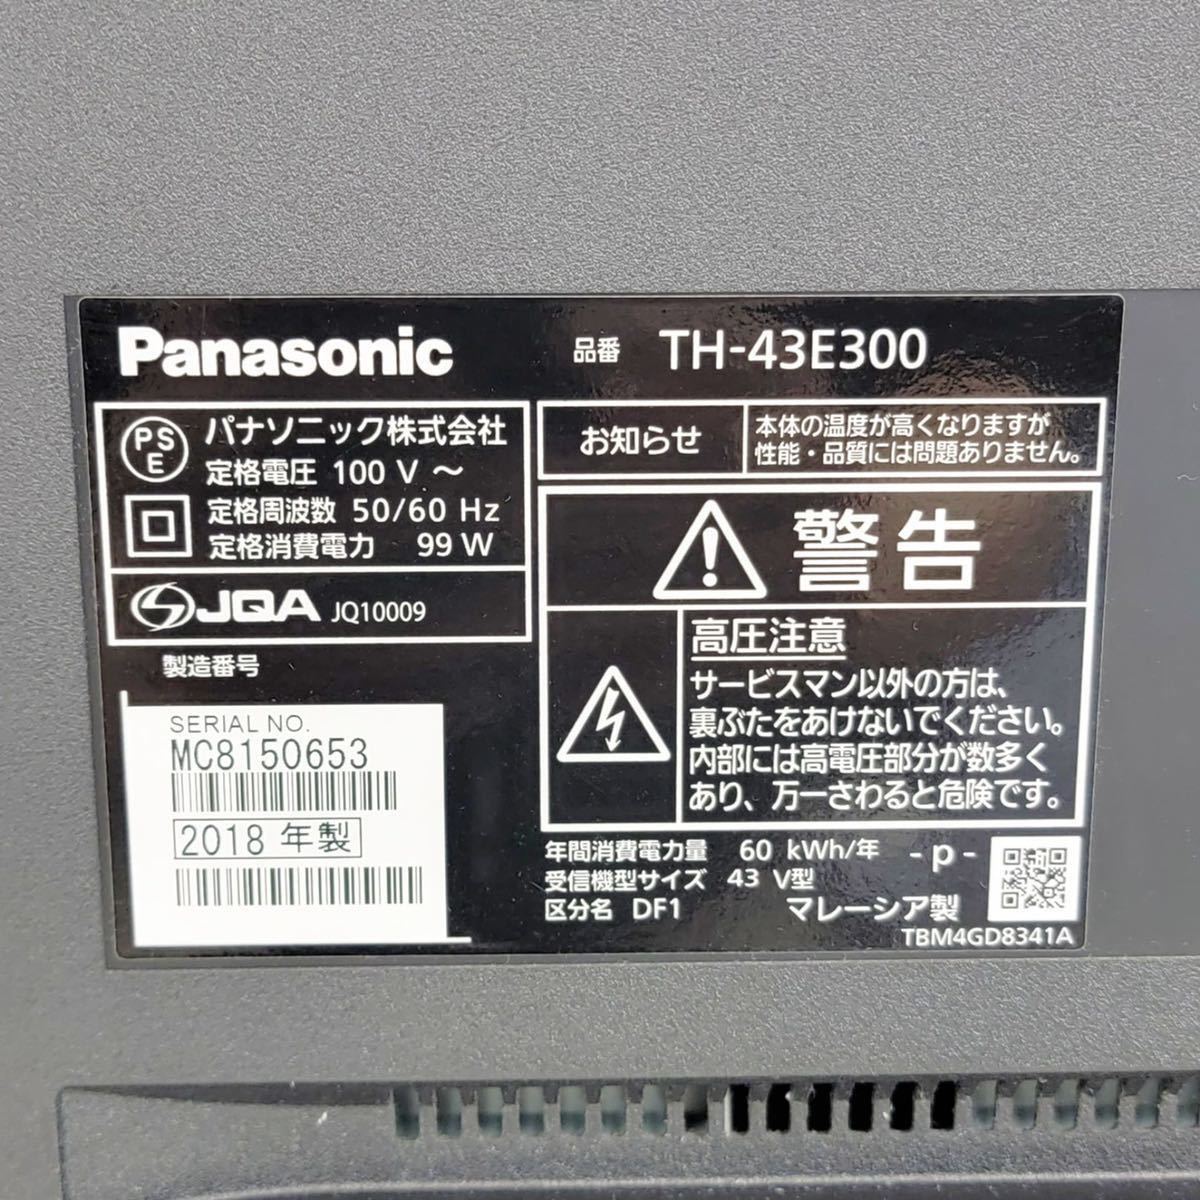 Panasonic
品番 TH-43E300
PS
E
パナソニック株式会社
定格電圧 100 V ～
定格周波数 50/60 Hz
定格消費電力 99 W
JQA JQ10009
製造番号
SERIAL NO.
MC8150653
2018 年製
お知らせ
本体の温度が高くなりますが
性能・品質には問題ありません。
警告
高圧注意
サービスマン以外の方は、
裏ぶたをあけないでください。
内部には高電圧部分が数多く
あり、万一さわると危険です。
年間消費電力量 60 kWh/年 -p-
受信機型サイズ 43 V型
区分名 DF1 マレーシア製
TBM4GD8341A